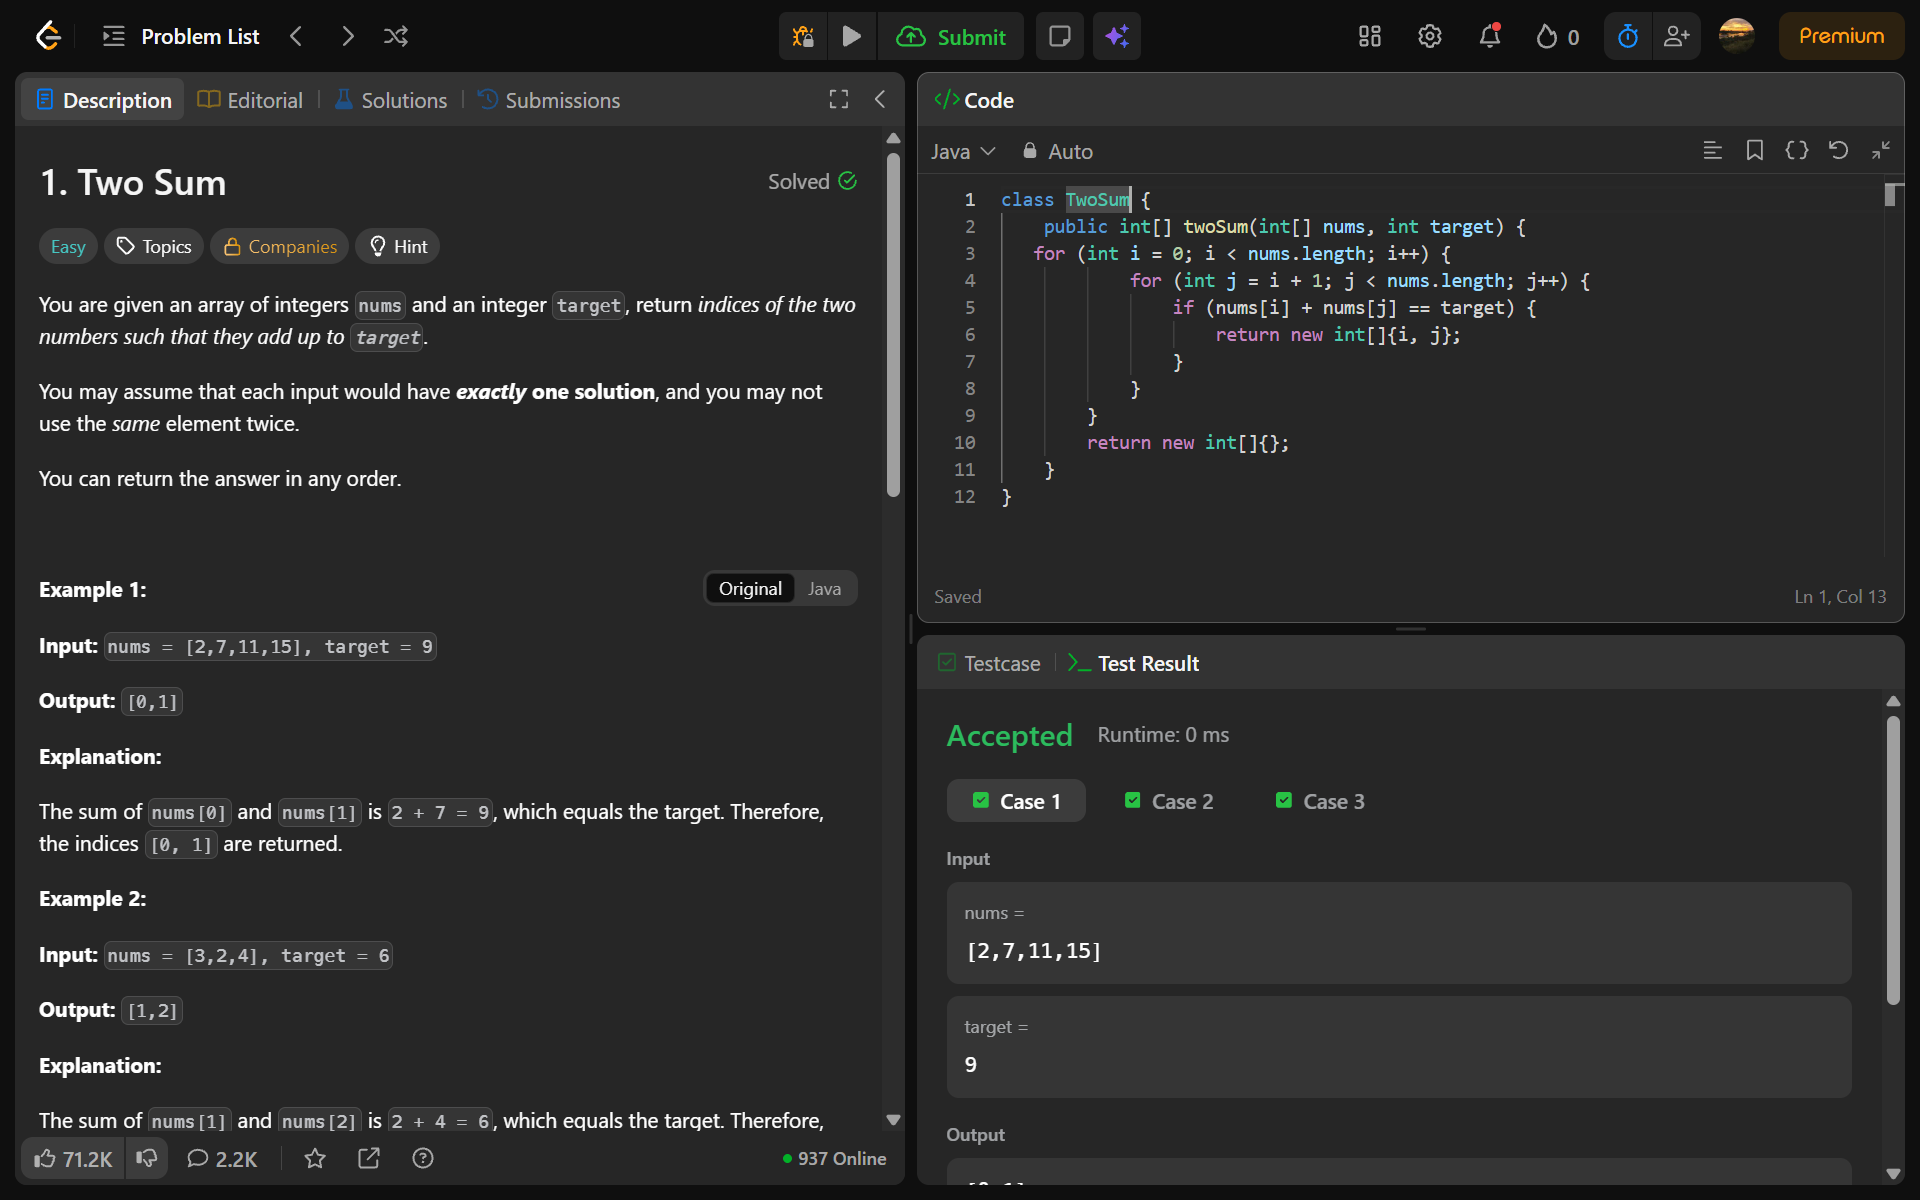 Problem List
Submit
0
Premium
Description
Editorial
Solutions
Submissions
1. Two Sum
Solved
Easy
Topics
Companies
Hint
You are given an array of integers nums and an integer target, return indices of the two
numbers such that they add up to target.
You may assume that each input would have exactly one solution, and you may not
use the same element twice.
You can return the answer in any order.
Example 1:
Original
Java
Input: nums = [2,7,11,15], target = 9
Output: [0,1]
Explanation:
The sum of nums[0] and nums[1] is 2 + 7 = 9, which equals the target. Therefore,
the indices [0, 1] are returned.
Example 2:
Input: nums = [3,2,4], target = 6
Output: [1,2]
Explanation:
The sum of nums[1] and nums[2] is 2 + 4 = 6, which equals the target. Therefore,
71.2K
2.2K
937 Online
</> Code
Java
Auto
1 class TwoSum {
2 public int[] twoSum(int[] nums, int target) {
3 for (int i = 0; i < nums.length; i++) {
4 for (int j = i + 1; j < nums.length; j++) {
5 if (nums[i] + nums[j] == target) {
6 return new int[]{i, j};
7 }
8 }
9 }
10 return new int[]{};
11 }
12 }
Saved
Ln 1, Col 13
Testcase
Test Result
Accepted
Runtime: 0 ms
Case 1
Case 2
Case 3
Input
nums =
[2,7,11,15]
target =
9
Output